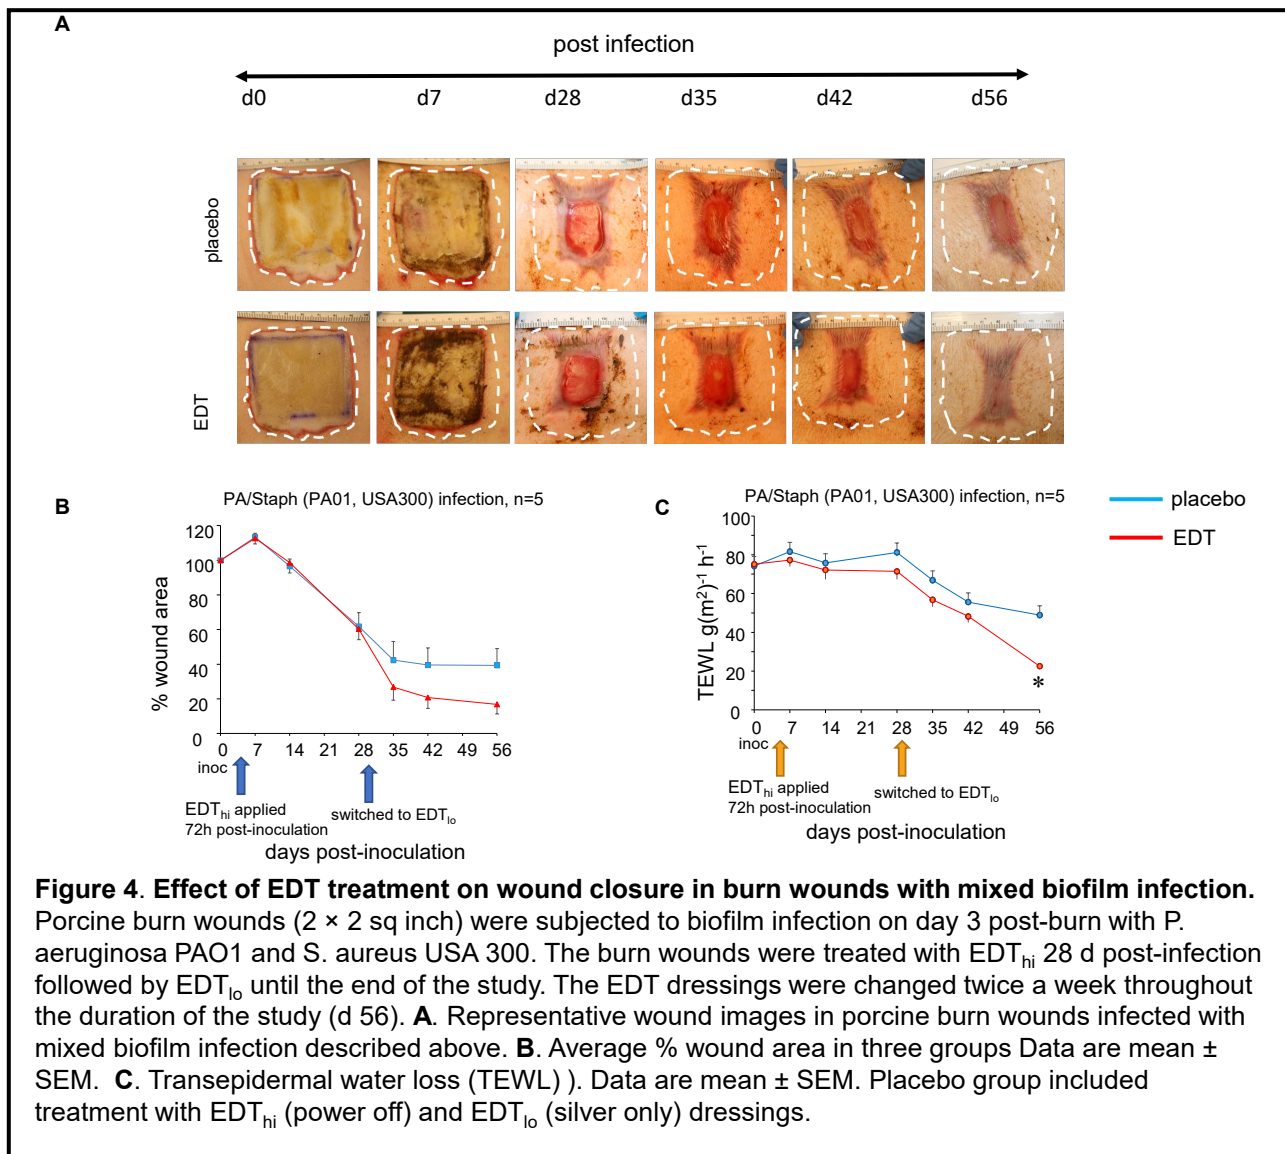 A
post infection
d0 d7 d28 d35 d42 d56
placebo
EDT
B
PA/Staph (PA01, USA300) infection, n=5
% wound area
120
100
80
60
40
20
0
0 7 14 21 28 35 42 49 56
inoc
EDThi applied
72h post-inoculation
switched to EDTlo
days post-inoculation
C
PA/Staph (PA01, USA300) infection, n=5
TEWL g(m²)⁻¹ h⁻¹
100
80
60
40
20
0
0 7 14 21 28 35 42 49 56
*
inoc
EDThi applied
72h post-inoculation
switched to EDTlo
days post-inoculation
placebo
EDT
Figure 4. Effect of EDT treatment on wound closure in burn wounds with mixed biofilm infection.
Porcine burn wounds (2 × 2 sq inch) were subjected to biofilm infection on day 3 post-burn with P.
aeruginosa PAO1 and S. aureus USA 300. The burn wounds were treated with EDThi 28 d post-infection
followed by EDTlo until the end of the study. The EDT dressings were changed twice a week throughout
the duration of the study (d 56). A. Representative wound images in porcine burn wounds infected with
mixed biofilm infection described above. B. Average % wound area in three groups Data are mean ±
SEM. C. Transepidermal water loss (TEWL) ). Data are mean ± SEM. Placebo group included
treatment with EDThi (power off) and EDTlo (silver only) dressings.